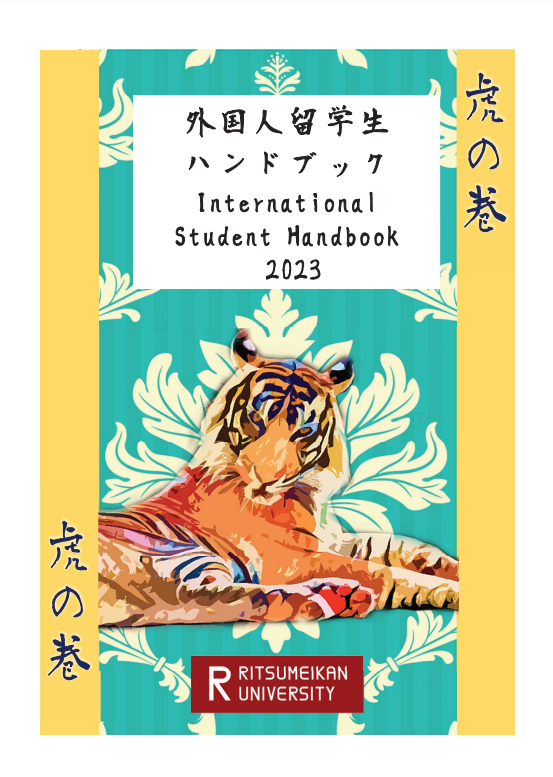 外国人留学生
ハンドブック
International
Student Handbook
2023
虎の巻
虎の巻
R RITSUMEIKAN
UNIVERSITY